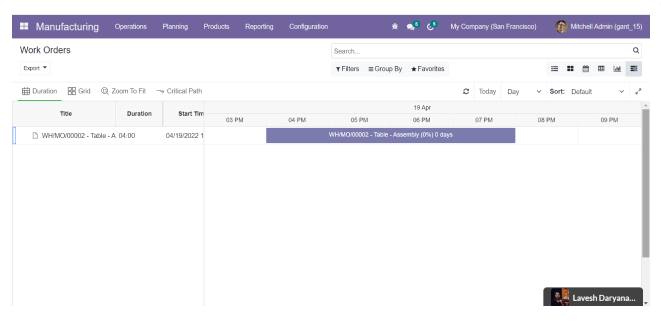 Manufacturing Operations Planning Products Reporting Configuration My Company (San Francisco) Mitchell Admin (gant_15)
Work Orders
Search...
Export
Filters Group By Favorites
Duration Grid Zoom To Fit Critical Path Today Day Sort: Default
19 Apr
Title Duration Start Tim
03 PM 04 PM 05 PM 06 PM 07 PM 08 PM 09 PM
WH/MO/00002 - Table - A 04:00 04/19/2022 1 WH/MO/00002 - Table - Assembly (0%) 0 days
Lavesh Daryana...